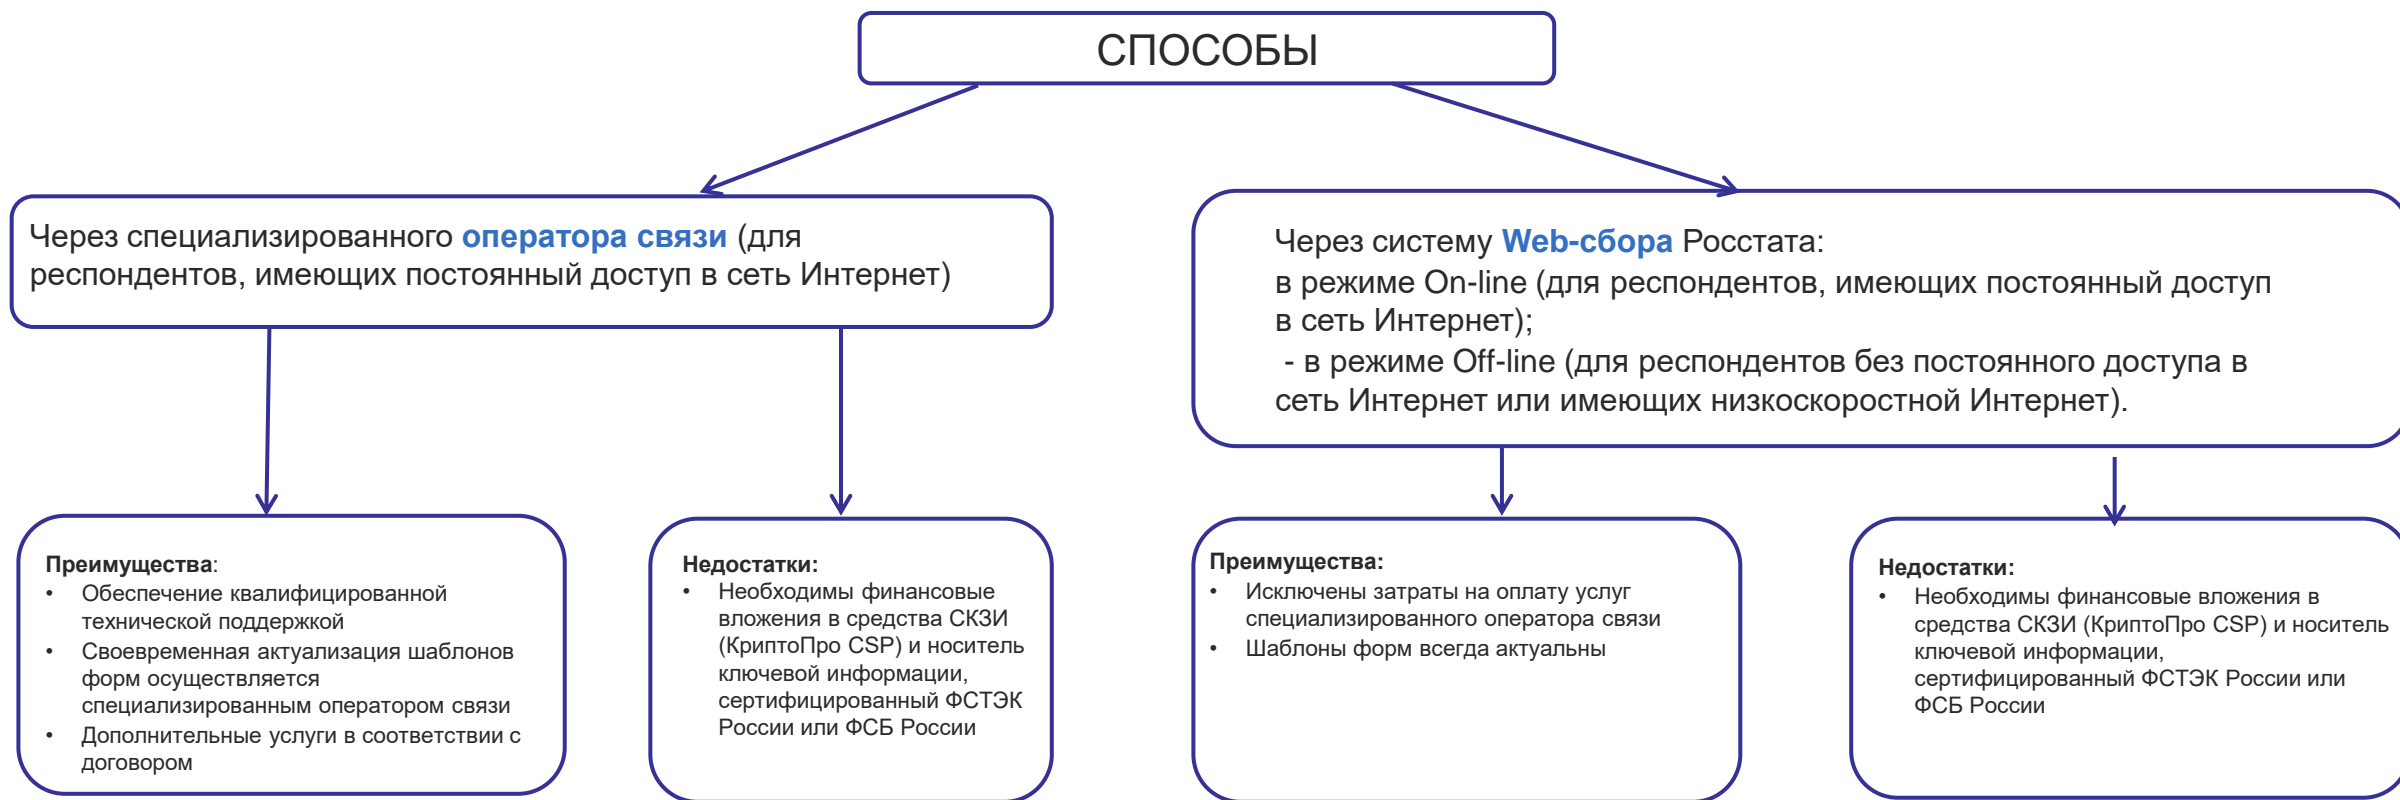 СПОСОБЫ
Через специализированного оператора связи (для
респондентов, имеющих постоянный доступ в сеть Интернет)
Через систему Web-сбора Росстата:
в режиме On-line (для респондентов, имеющих постоянный доступ
в сеть Интернет);
- в режиме Off-line (для респондентов без постоянного доступа в
сеть Интернет или имеющих низкоскоростной Интернет).
Преимущества:
• Обеспечение квалифицированной
технической поддержкой
• Своевременная актуализация шаблонов
форм осуществляется
специализированным оператором связи
• Дополнительные услуги в соответствии с
договором
Недостатки:
• Необходимы финансовые
вложения в средства СКЗИ
(КриптоПро CSP) и носитель
ключевой информации,
сертифицированный ФСТЭК
России или ФСБ России
Преимущества:
• Исключены затраты на оплату услуг
специализированного оператора связи
• Шаблоны форм всегда актуальны
Недостатки:
• Необходимы финансовые вложения в
средства СКЗИ (КриптоПро CSP) и носитель
ключевой информации,
сертифицированный ФСТЭК России или
ФСБ России